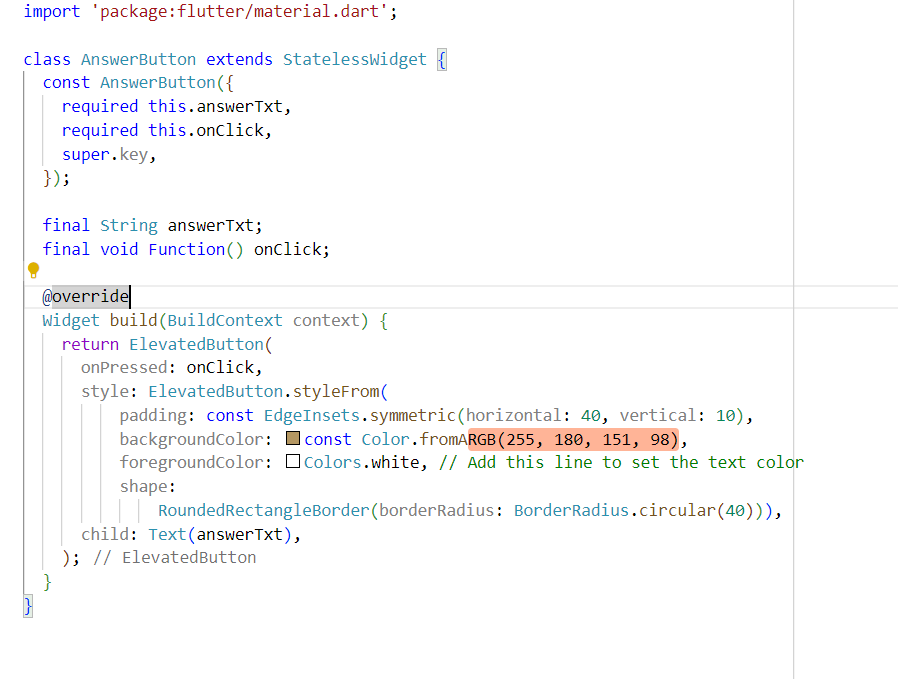 import 'package:flutter/material.dart';

class AnswerButton extends StatelessWidget {
  const AnswerButton({
    required this.answerTxt,
    required this.onClick,
    super.key,
  });

  final String answerTxt;
  final void Function() onClick;

  @override
  Widget build(BuildContext context) {
    return ElevatedButton(
      onPressed: onClick,
      style: ElevatedButton.styleFrom(
          padding: const EdgeInsets.symmetric(horizontal: 40, vertical: 10),
          backgroundColor: const Color.fromARGB(255, 180, 151, 98),
          foregroundColor: Colors.white, // Add this line to set the text color
          shape:
              RoundedRectangleBorder(borderRadius: BorderRadius.circular(40))),
      child: Text(answerTxt),
    ); // ElevatedButton
  }
}